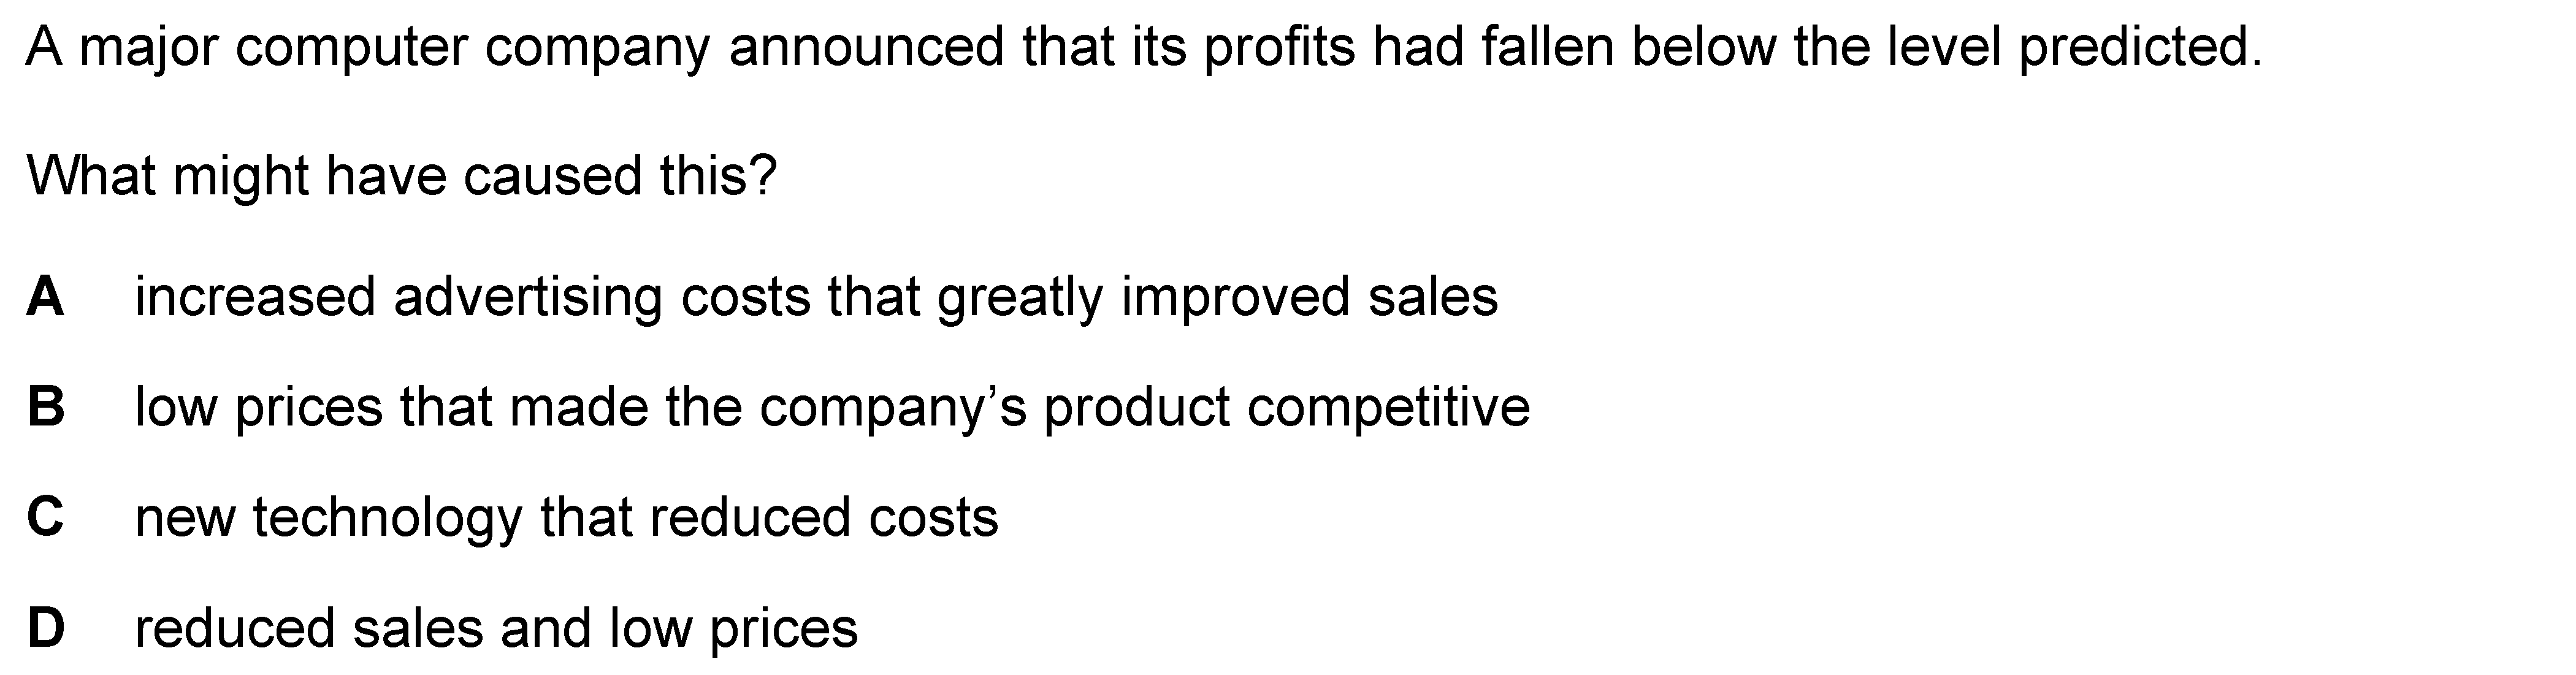 A major computer company announced that its profits had fallen below the level predicted.
What might have caused this?
A increased advertising costs that greatly improved sales
B low prices that made the company’s product competitive
C new technology that reduced costs
D reduced sales and low prices